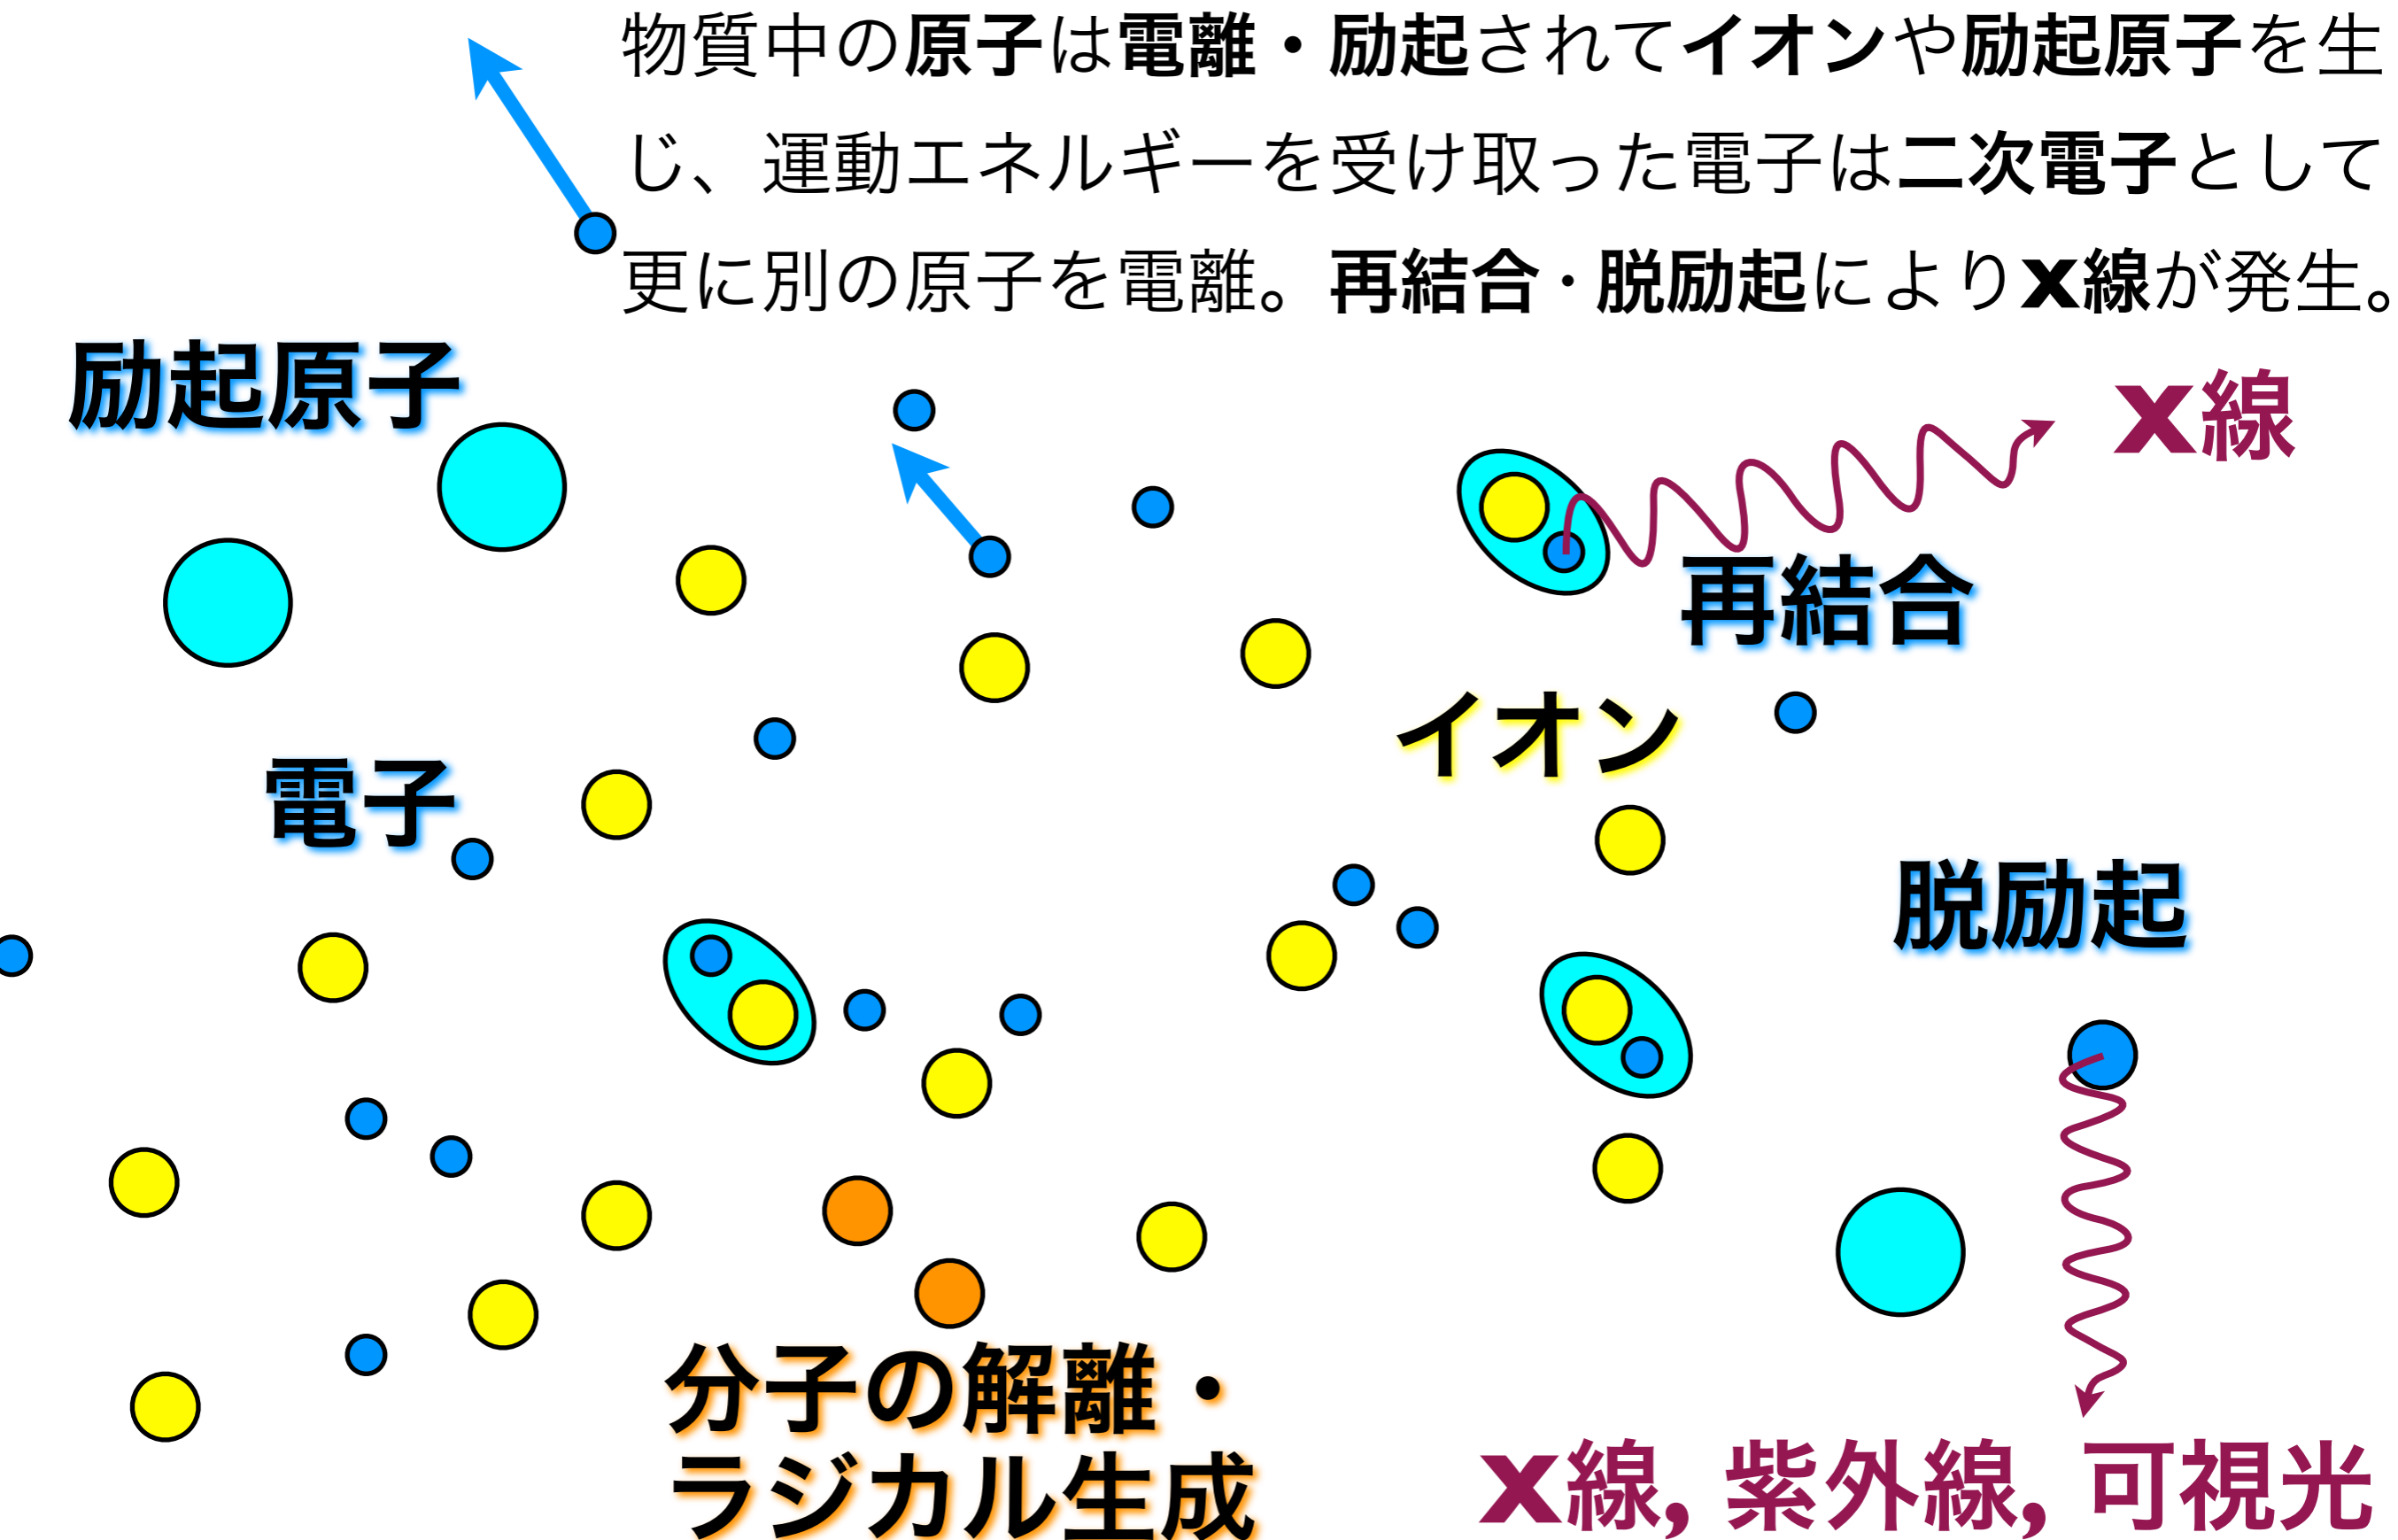 物質中の原子は電離・励起されてイオンや励起原子を生
じ、運動エネルギーを受け取った電子は二次電子として
更に別の原子を電離。再結合・脱励起によりX線が発生。
励起原子
X線
再結合
イオン
電子
脱励起
分子の解離・
ラジカル生成
X線, 紫外線, 可視光